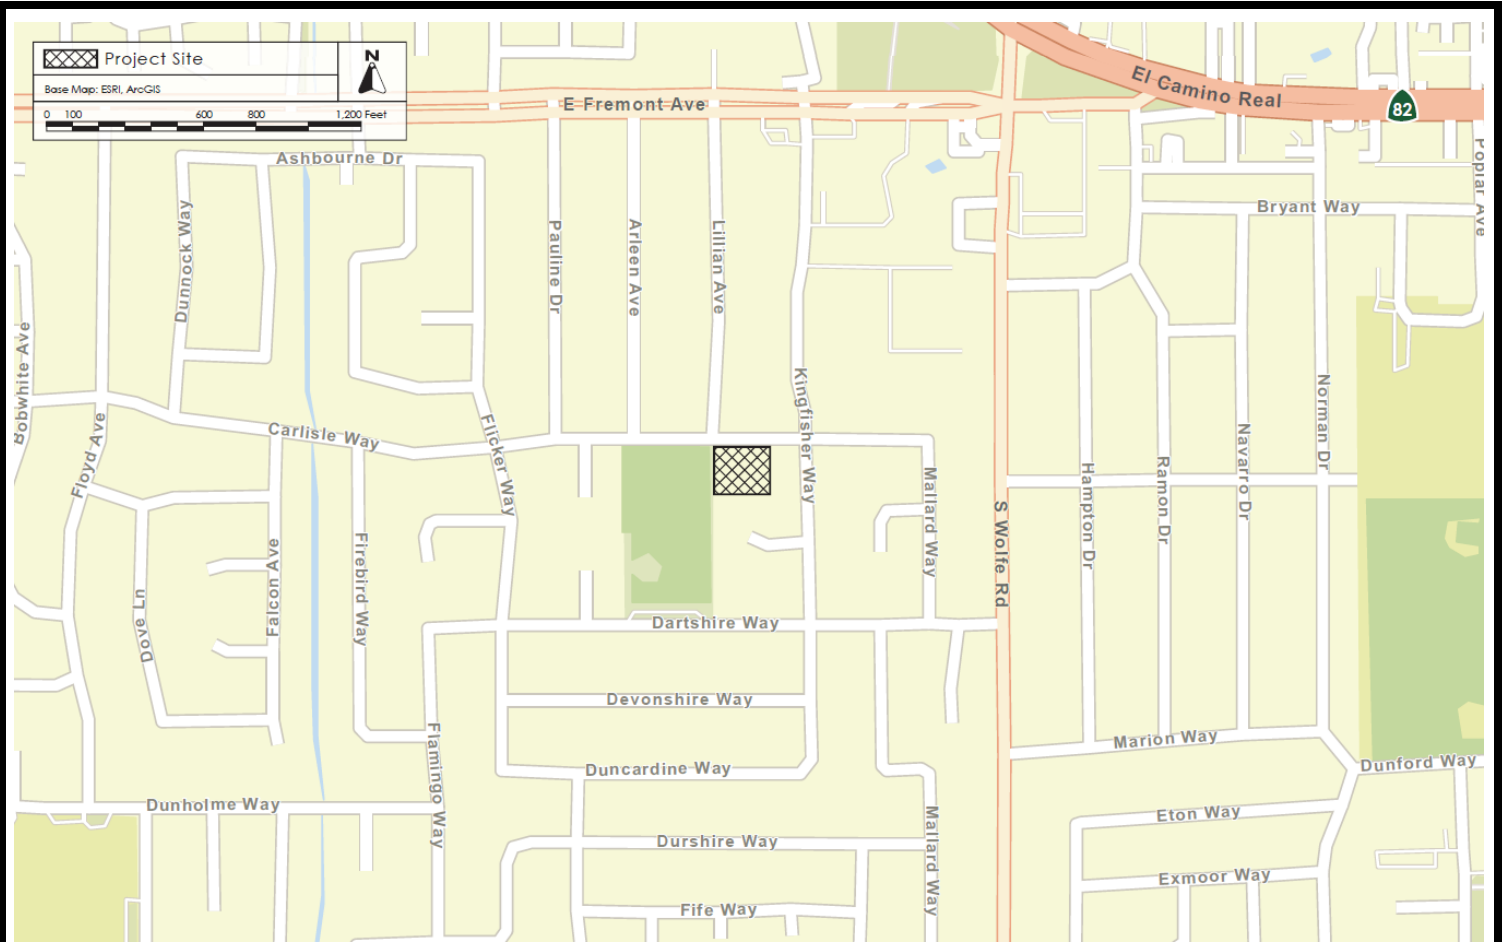 Project Site
N
Base Map: ESRI, ArcGIS
0 100 600 800 1,200 Feet
E Fremont Ave
El Camino Real
82
Ashbourne Dr
Poplar Ave
Bryant Way
Dunnock Way
Pauline Dr
Arleen Ave
Lillian Ave
Bobwhite Ave
Kingfisher Way
Norman Dr
Floyd Ave
Carlisle Way
Flicker Way
Navarro Dr
Ramon Dr
Hampton Dr
Mallard Way
S Wolfe Rd
Firebird Way
Falcon Ave
Dove Ln
Dartshire Way
Devonshire Way
Flamingo Way
Marion Way
Dunford Way
Duncardine Way
Dunholme Way
Eton Way
Mallard Way
Durshire Way
Exmoor Way
Fife Way